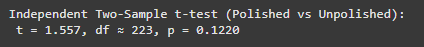 Independent Two-Sample t-test (Polished vs Unpolished):
t = 1.557, df ≈ 223, p = 0.1220